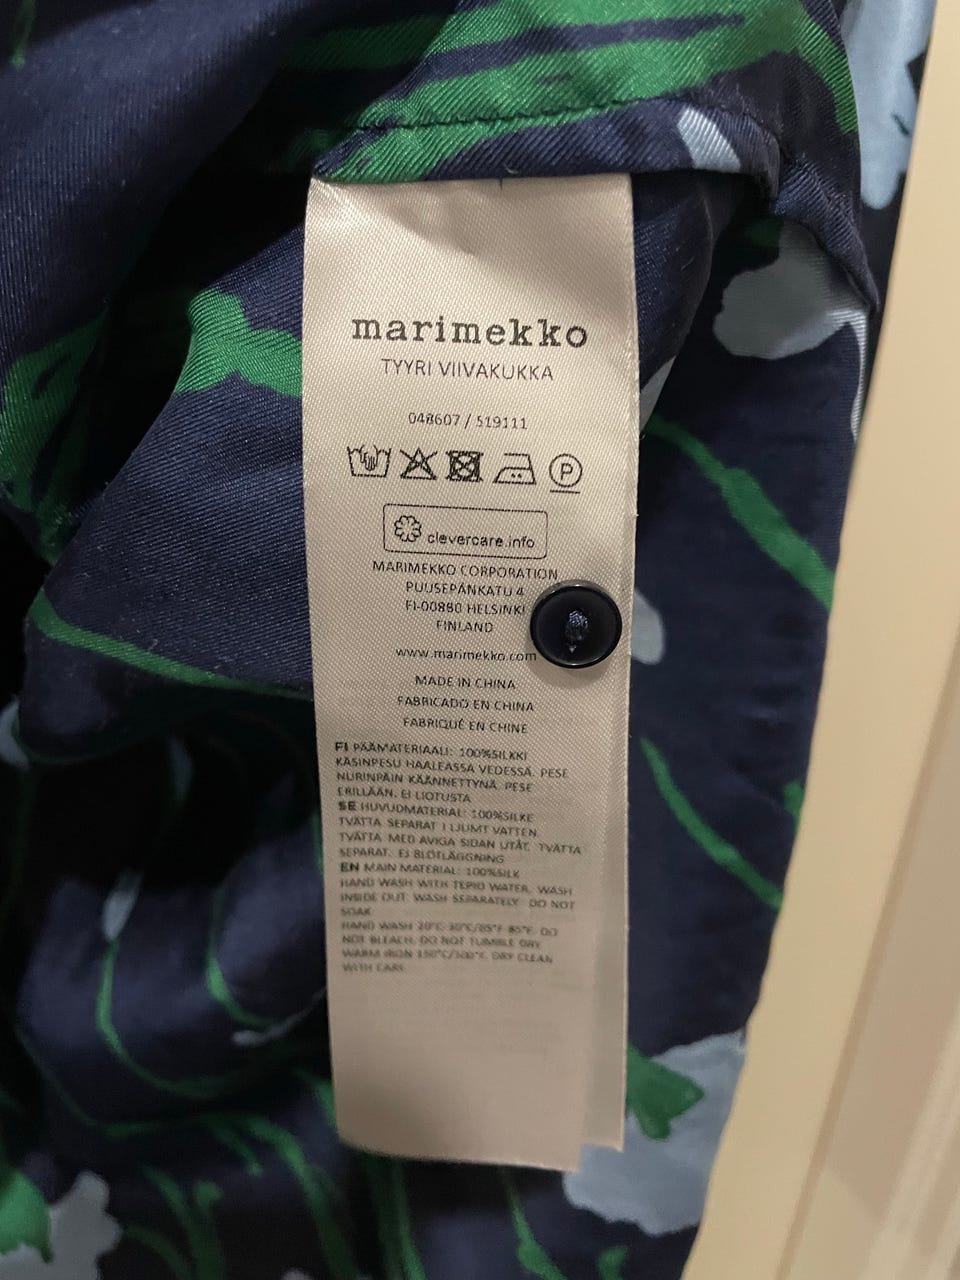 marimekko
TYYRI VIIVAKUKKA
048607 / 519111
P
clevercare.info
MARIMEKKO CORPORATION
PUUSEPÄNKATU 4
FI-00880 HELSINKI
FINLAND
www.marimekko.com
MADE IN CHINA
FABRICADO EN CHINA
FABRIQUÉ EN CHINE
FI PÄÄMATERIAALI: 100%SILKKI
KÄSINPESU HAALEASSA VEDESSÄ. PESE
NURINPÄIN KÄÄNNETTYNÄ. PESE
ERILLÄÄN. EI LIOTUSTA
SE HUVUDMATERIAL: 100%SILKE
TVÄTTA SEPARAT I LJUMT VATTEN.
TVÄTTA MED AVIGA SIDAN UTÅT. TVÄTTA
SEPARAT. EJ BLÖTLÄGGNING
EN MAIN MATERIAL: 100%SILK
HAND WASH WITH TEPID WATER. WASH
INSIDE OUT. WASH SEPARATELY. DO NOT
SOAK
HAND WASH 20°C-30°C/65°F-85°F. DO
NOT BLEACH. DO NOT TUMBLE DRY.
WARM IRON 150°C/300°F. DRY CLEAN
WITH CARE